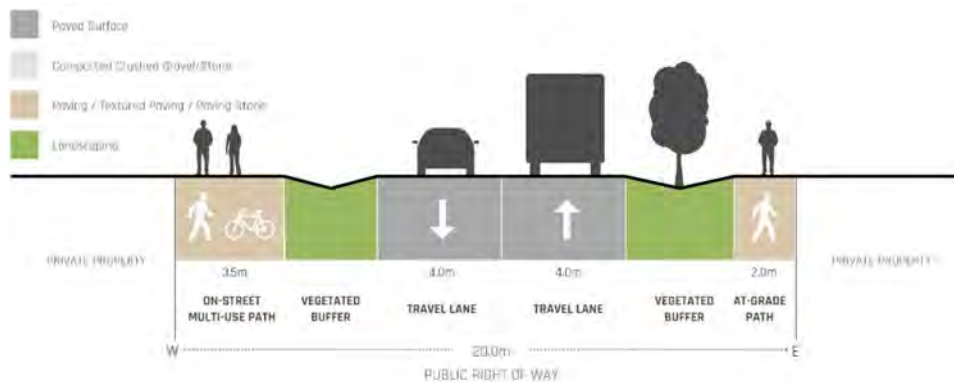 Paved Surface
Compacted Crushed Gravel/Stone
Paving / Textured Paving / Paving Stone
Landscaping
PRIVATE PROPERTY
PRIVATE PROPERTY
3.5m
4.0m
4.0m
2.0m
ON-STREET
MULTI-USE PATH
VEGETATED
BUFFER
TRAVEL LANE
TRAVEL LANE
VEGETATED
BUFFER
AT-GRADE
PATH
W
20.0m
E
PUBLIC RIGHT OF WAY